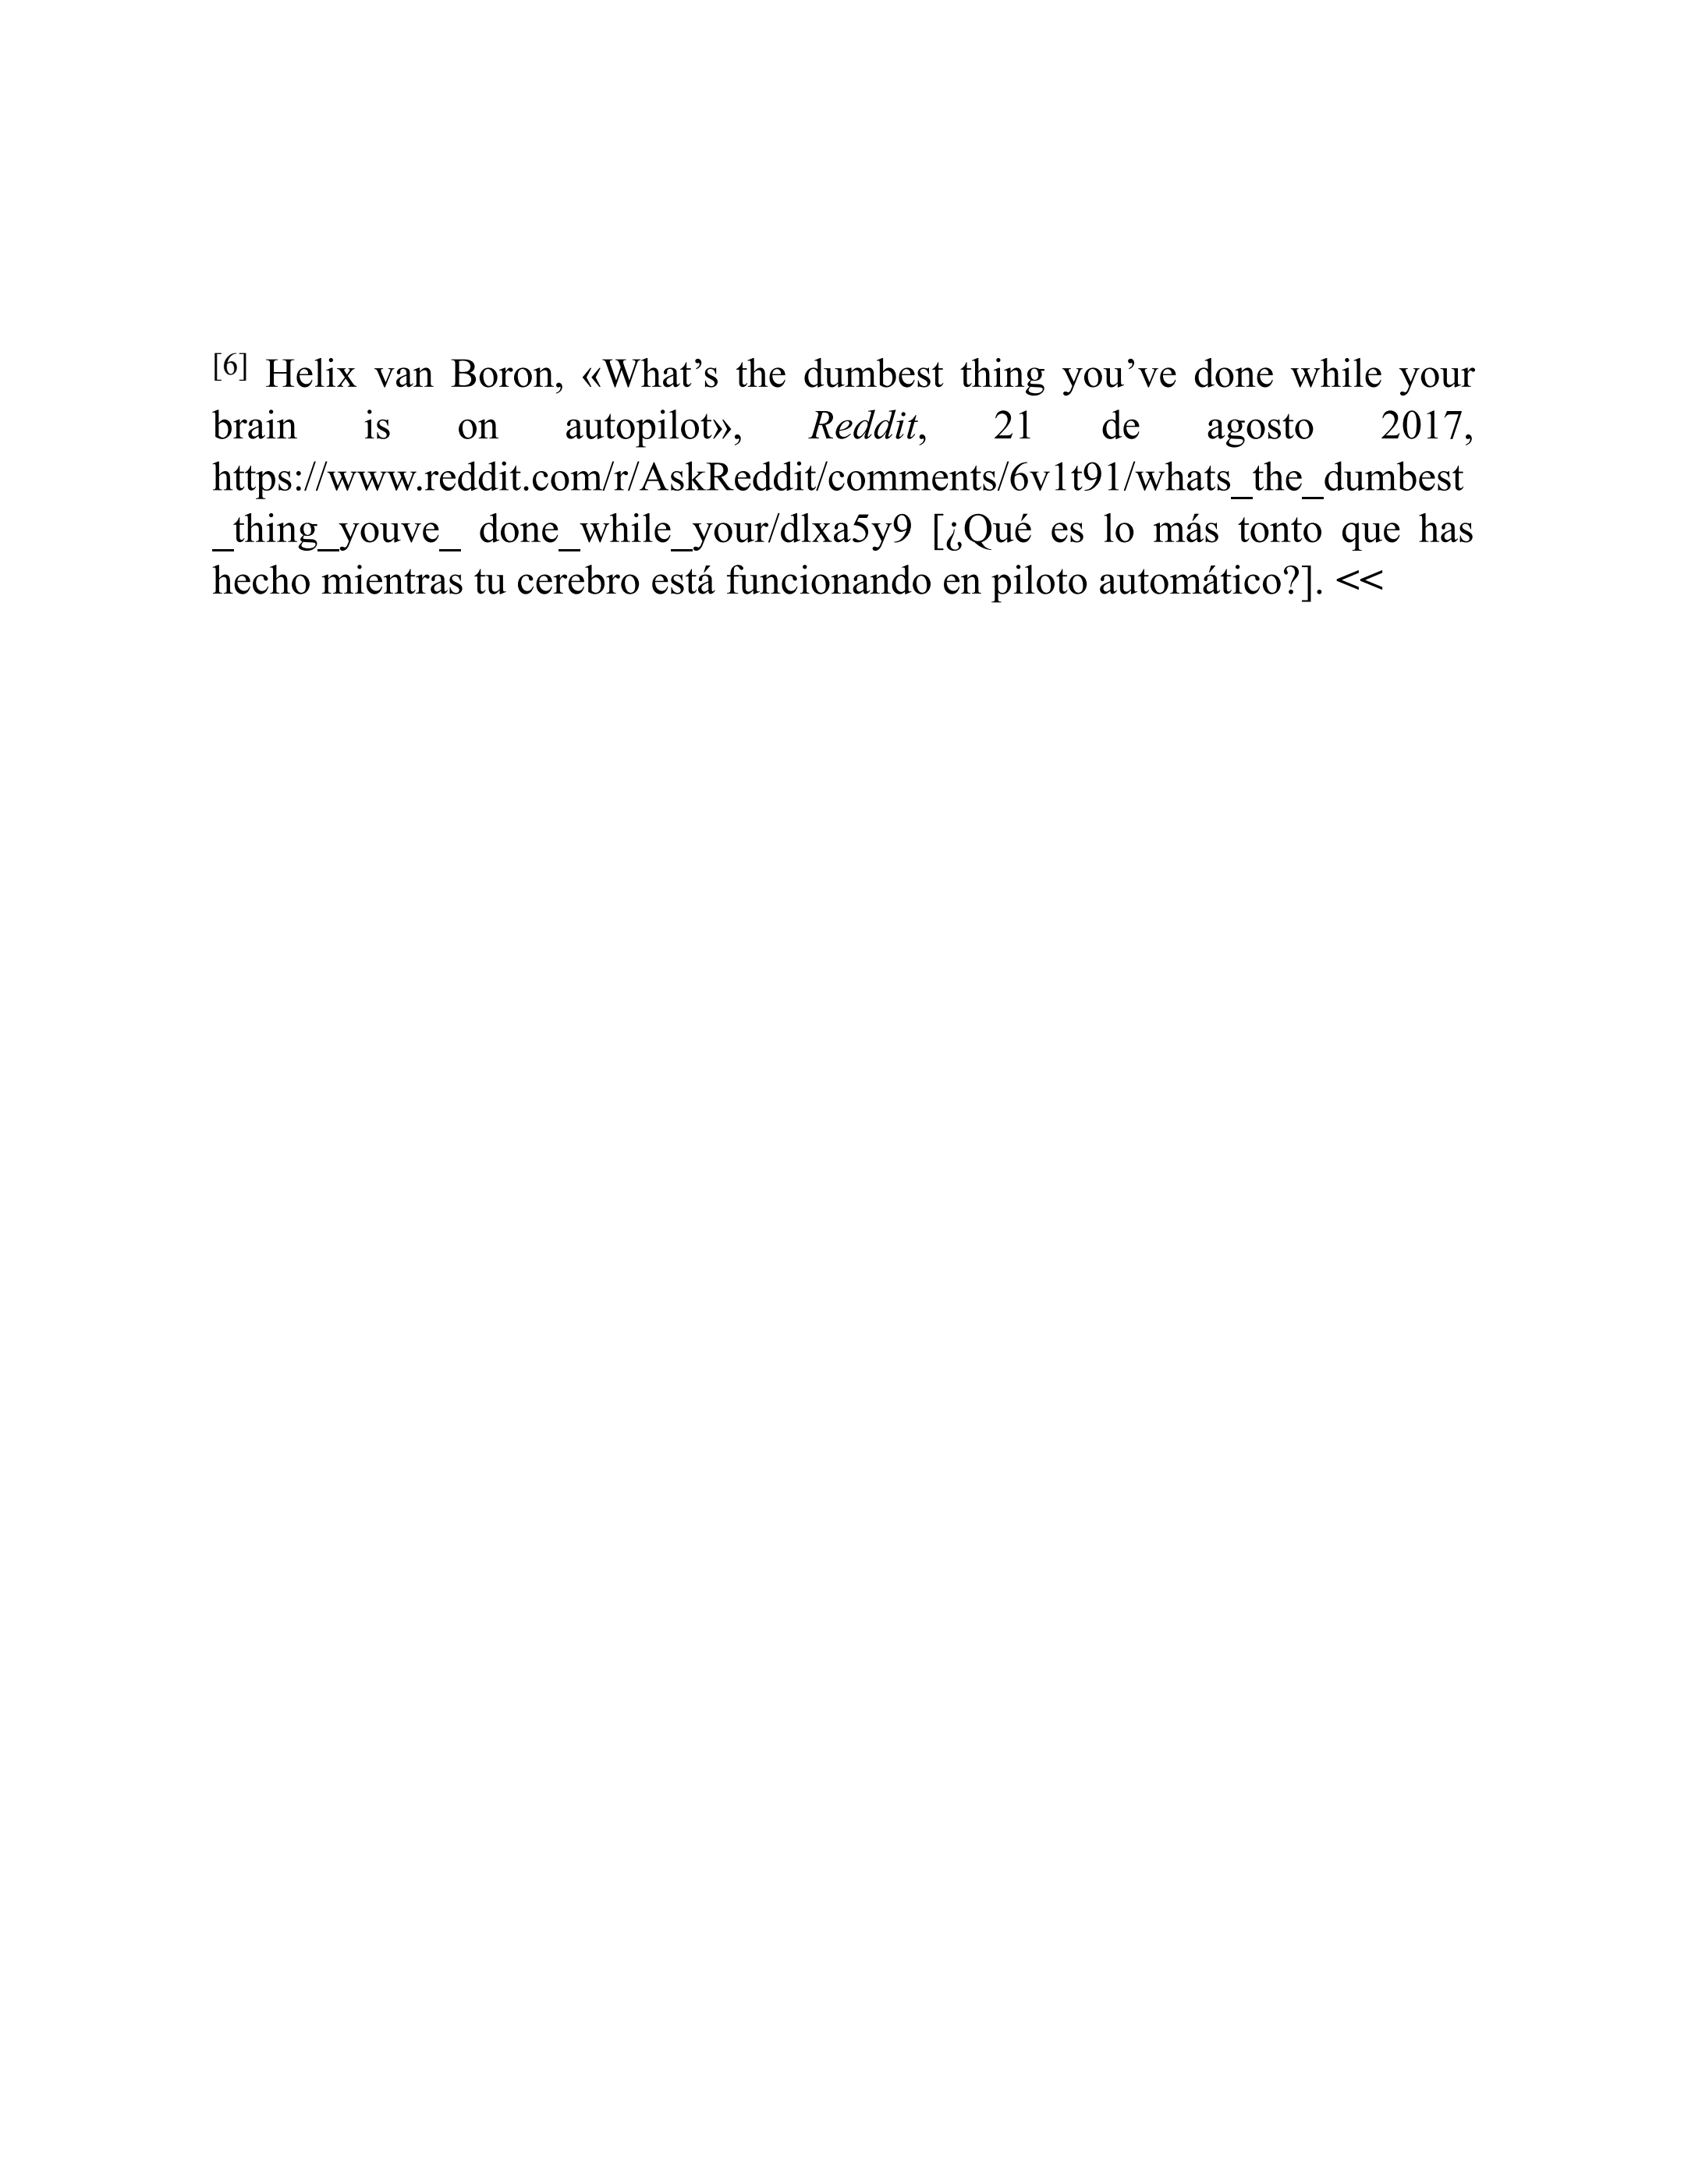 [6] Helix van Boron, «What’s the dumbest thing you’ve done while your
brain is on autopilot», Reddit, 21 de agosto 2017,
https://www.reddit.com/r/AskReddit/comments/6v1t91/whats_the_dumbest
_thing_youve_ done_while_your/dlxa5y9 [¿Qué es lo más tonto que has
hecho mientras tu cerebro está funcionando en piloto automático?]. <<